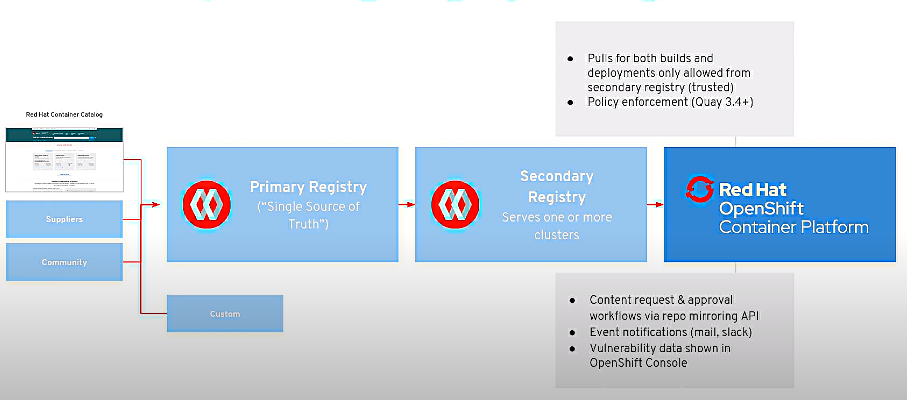 Pulls for both builds and
deployments only allowed from
secondary registry (trusted)
Policy enforcement (Quay 3.4+)
Red Hat Container Catalog
Suppliers
Community
Primary Registry
("Single Source of
Truth")
Secondary
Registry
Serves one or more
clusters
Red Hat
OpenShift
Container Platform
Custom
Content request & approval
workflows via repo mirroring API
Event notifications (mail, slack)
Vulnerability data shown in
OpenShift Console